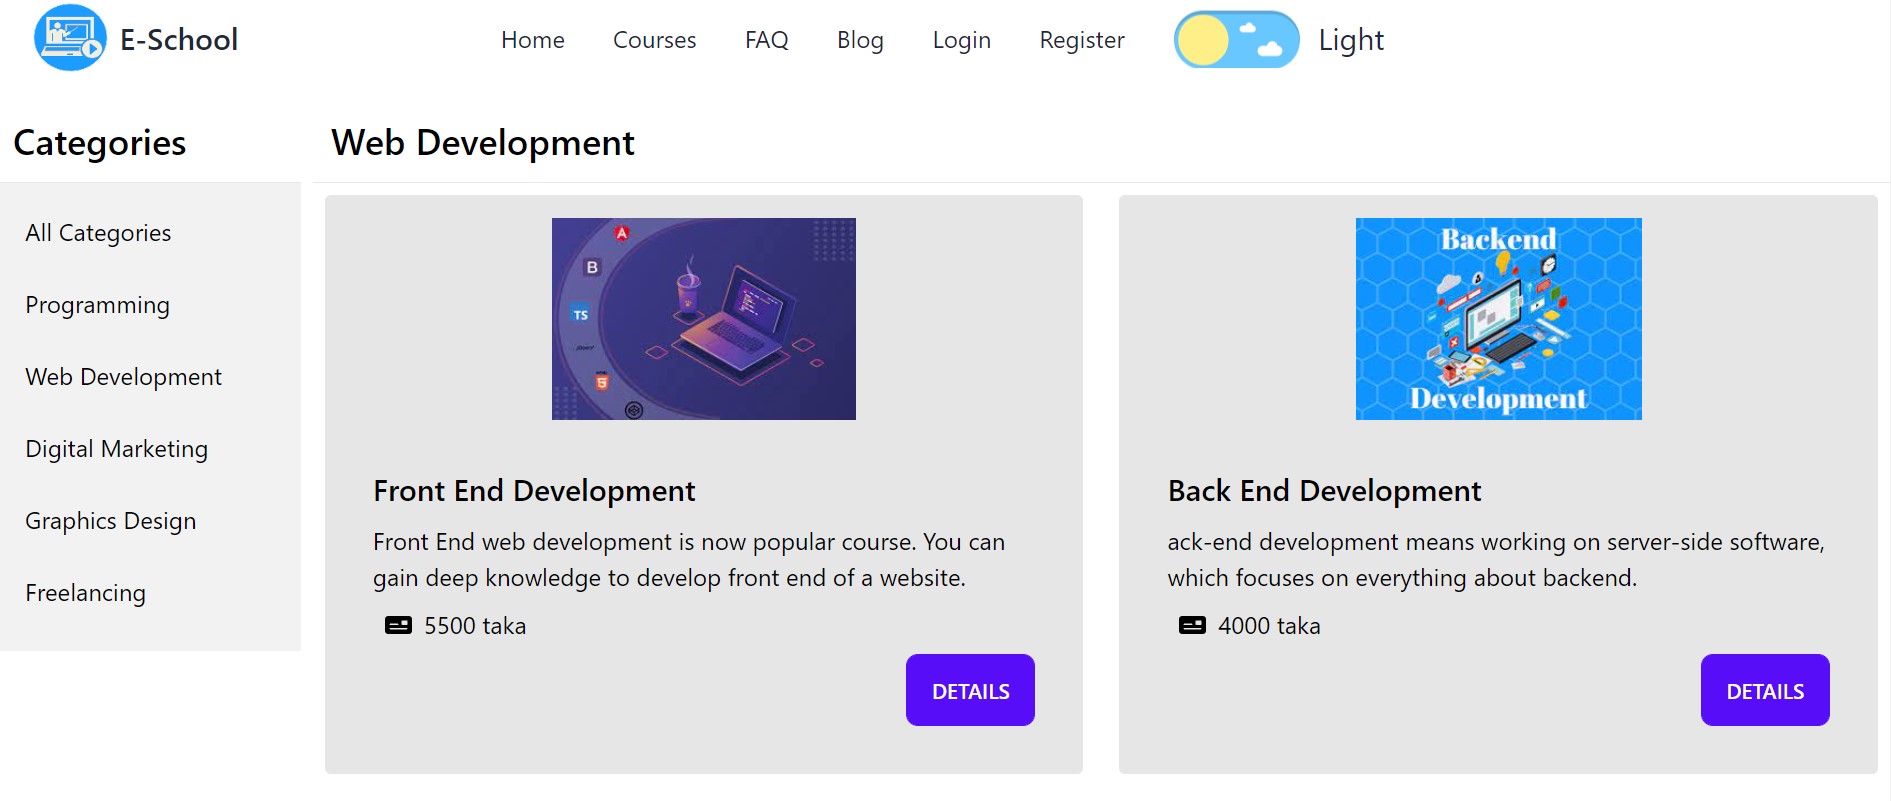 E-School
Home
Courses
FAQ
Blog
Login
Register
Light
Categories
All Categories
Programming
Web Development
Digital Marketing
Graphics Design
Freelancing
Web Development
A
B
TS
5
Front End Development
Front End web development is now popular course. You can
gain deep knowledge to develop front end of a website.
5500 taka
DETAILS
Backend
Development
Back End Development
ack-end development means working on server-side software,
which focuses on everything about backend.
4000 taka
DETAILS